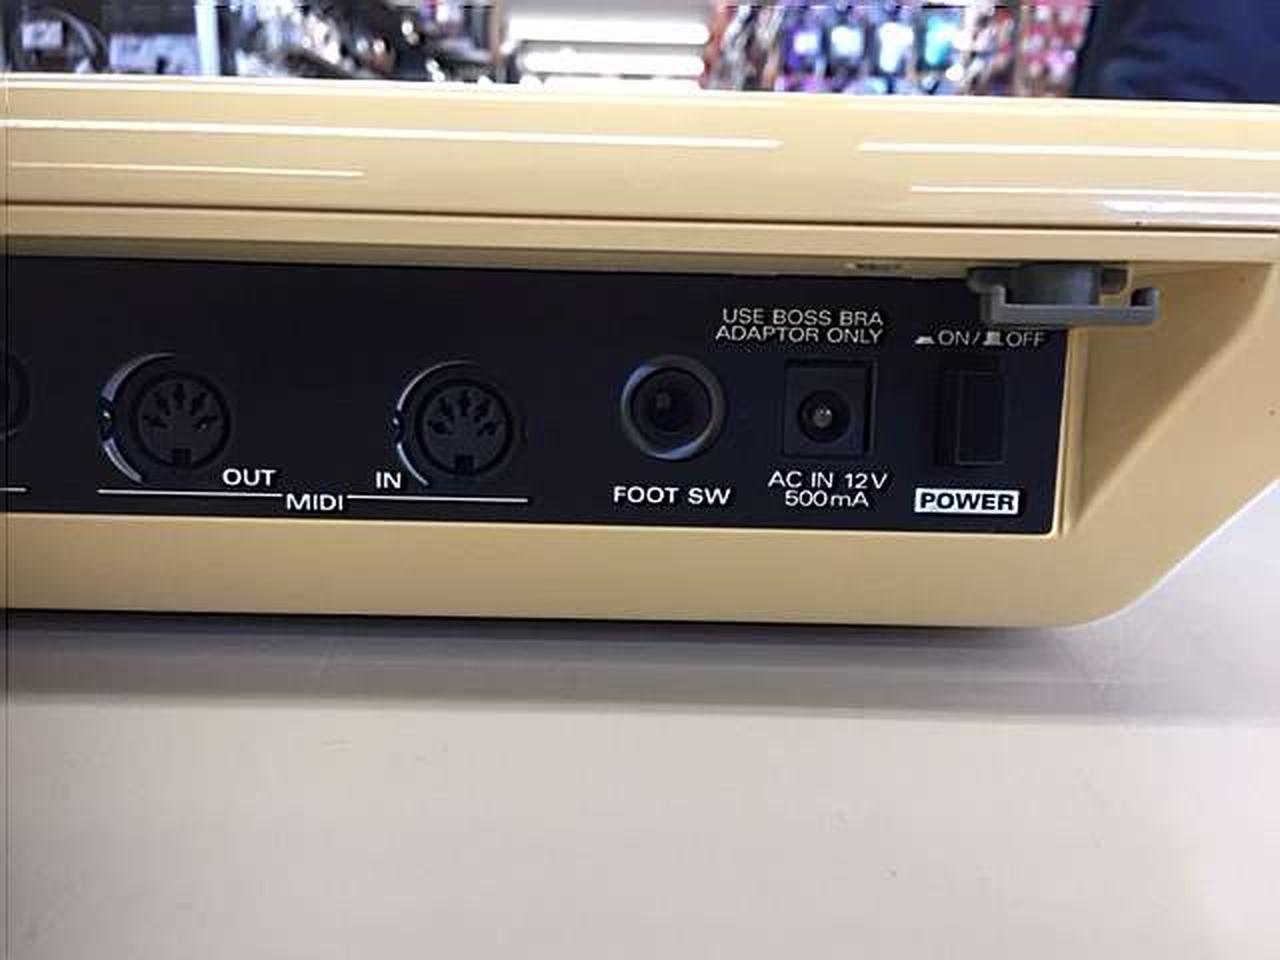 USE BOSS BRA
ADAPTOR ONLY
ON/ OFF
OUT
IN
MIDI
FOOT SW
AC IN 12V
500mA
POWER